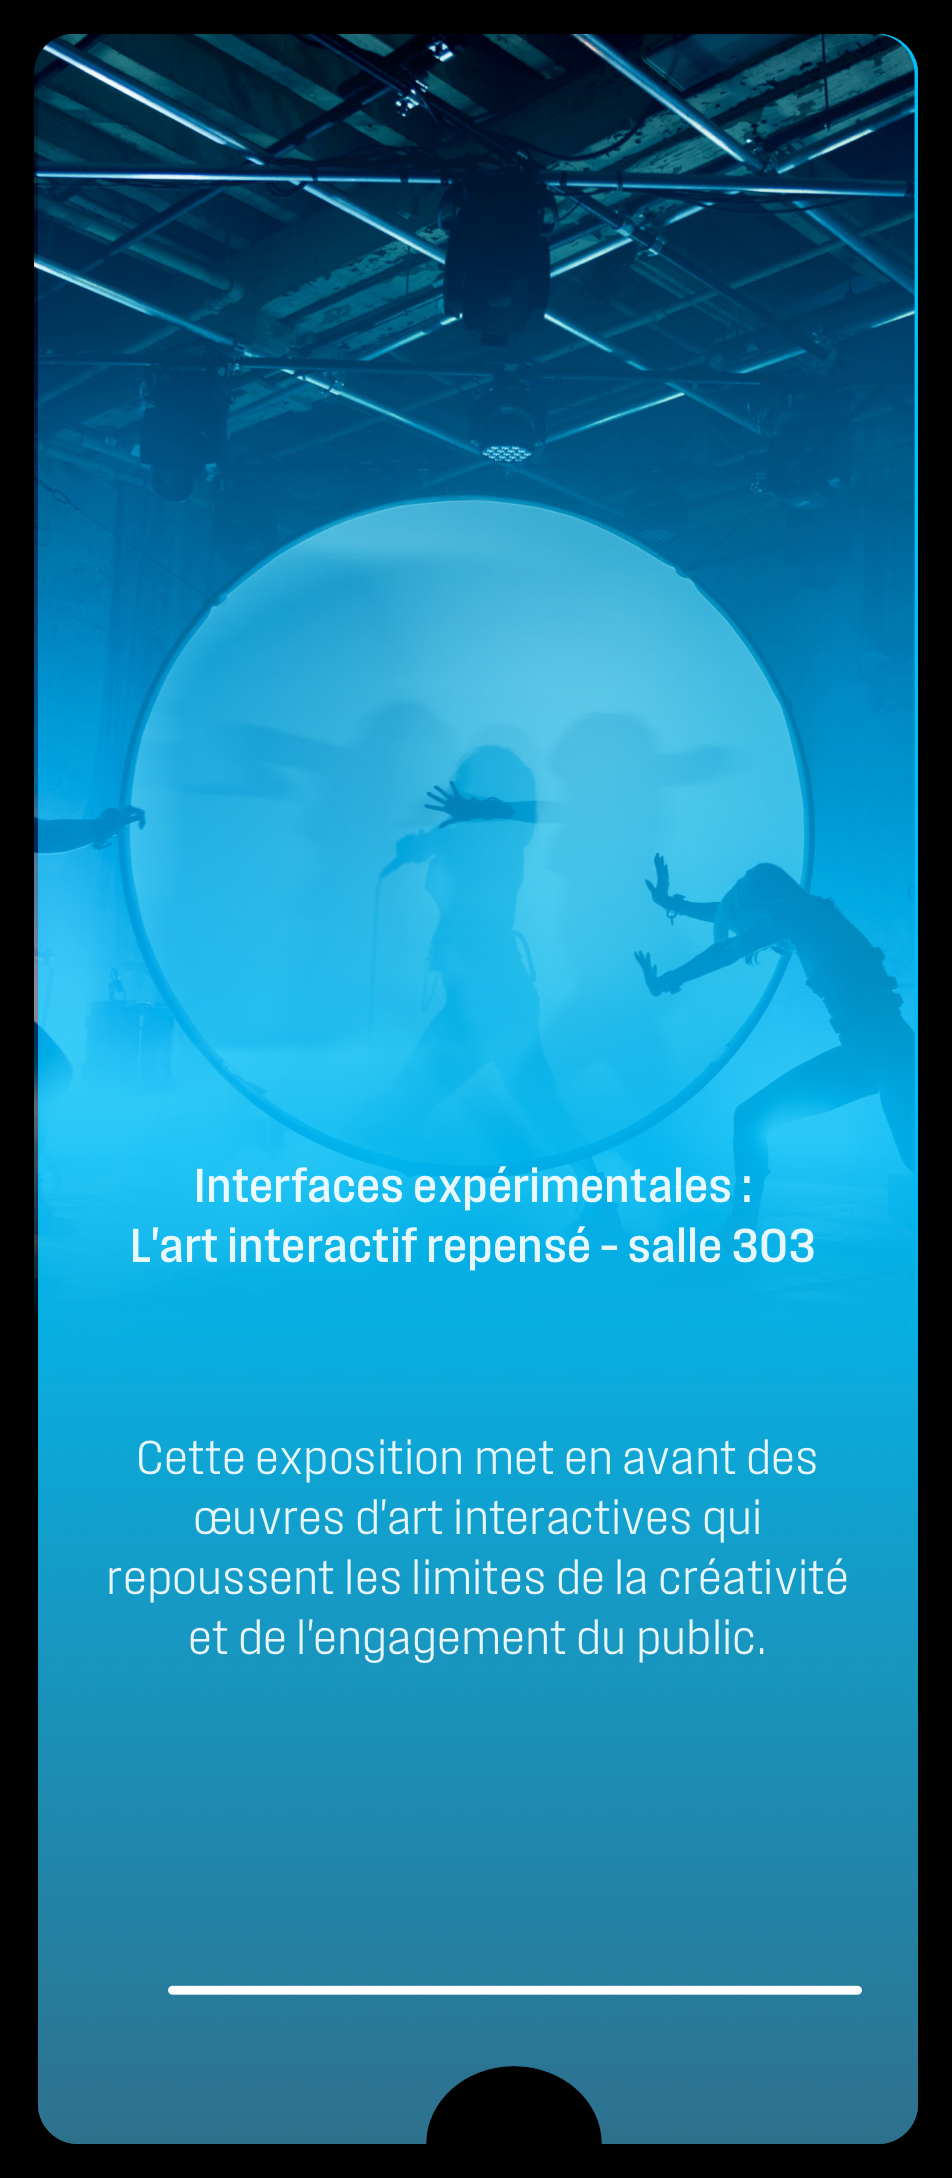 Interfaces expérimentales :
L'art interactif repensé - salle 303
Cette exposition met en avant des
œuvres d'art interactives qui
repoussent les limites de la créativité
et de l'engagement du public.